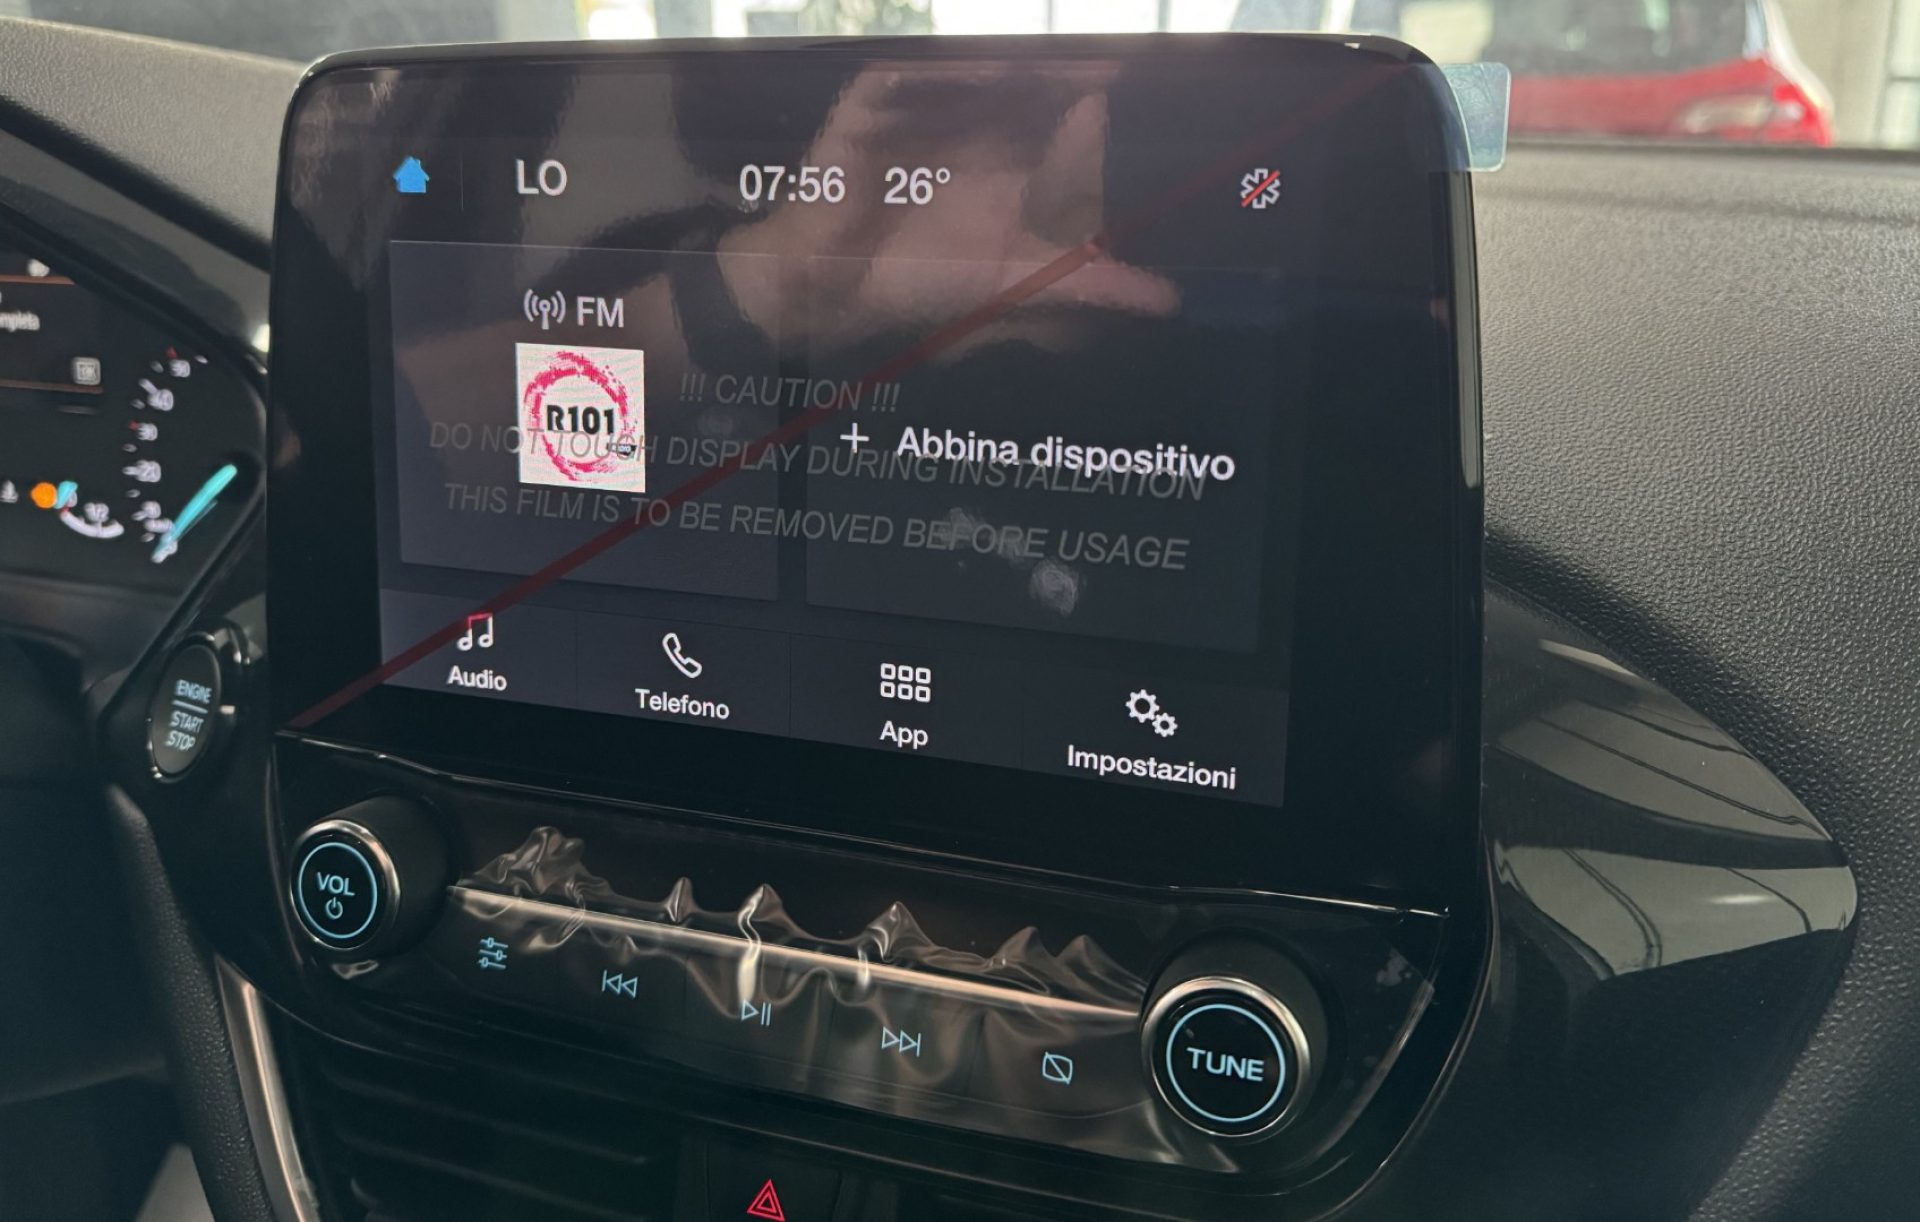 LO 07:56 26°
FM
R101
+ Abbina dispositivo
!!! CAUTION !!!
DO NOT TOUCH DISPLAY DURING INSTALLATION
THIS FILM IS TO BE REMOVED BEFORE USAGE
Audio Telefono App Impostazioni
OK
ENGINE
START
STOP
VOL
TUNE